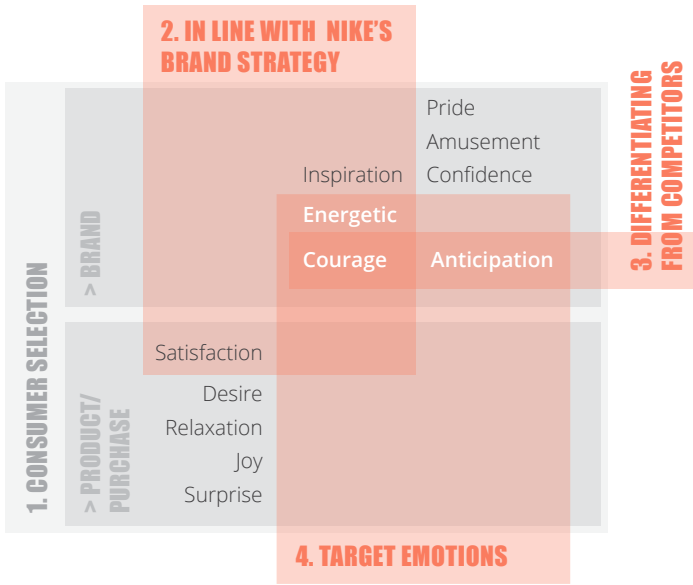 2. IN LINE WITH NIKE'S
BRAND STRATEGY
3. DIFFERENTIATING
FROM COMPETITORS
1. CONSUMER SELECTION
> BRAND
Pride
Amusement
Inspiration
Confidence
Energetic
Courage
Anticipation
> PRODUCT/
PURCHASE
Satisfaction
Desire
Relaxation
Joy
Surprise
4. TARGET EMOTIONS